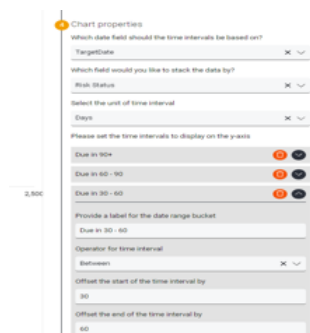 4 Chart properties
Which date field should the time intervals be based on?
TargetDate
Which field would you like to stack the data by?
Risk Status
Select the unit of time interval
Days
Please set the time intervals to display on the y-axis
Due in 90+
Due in 60 - 90
2,500
Due in 30 - 60
Provide a label for the date range bucket
Due in 30 - 60
Operator for time interval
Between
Offset the start of the time interval by
30
Offset the end of the time interval by
60